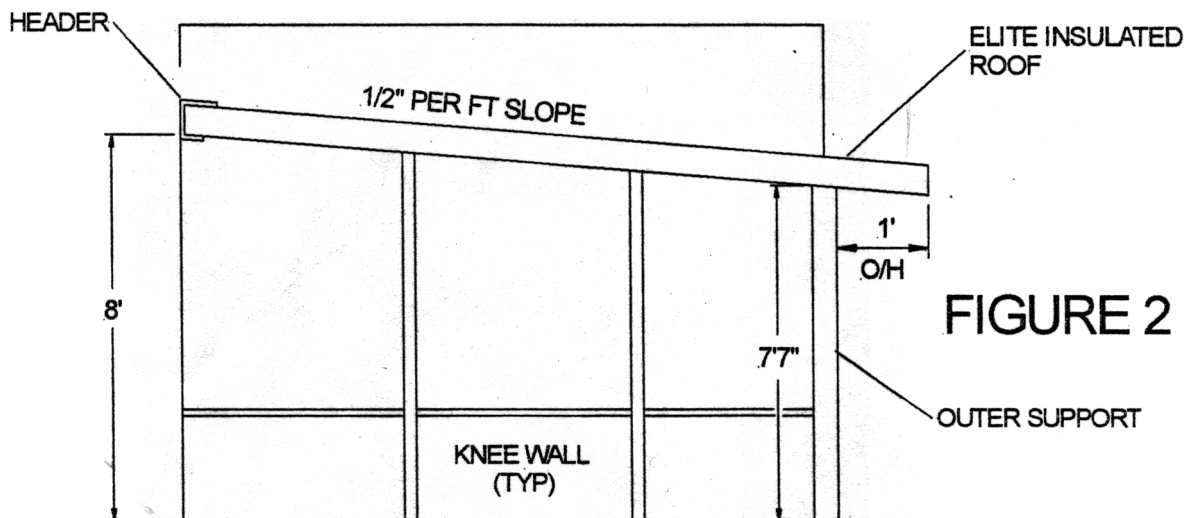 HEADER
ELITE INSULATED
ROOF
1/2" PER FT SLOPE
1'
O/H
8'
FIGURE 2
7'7"
OUTER SUPPORT
KNEE WALL
(TYP)